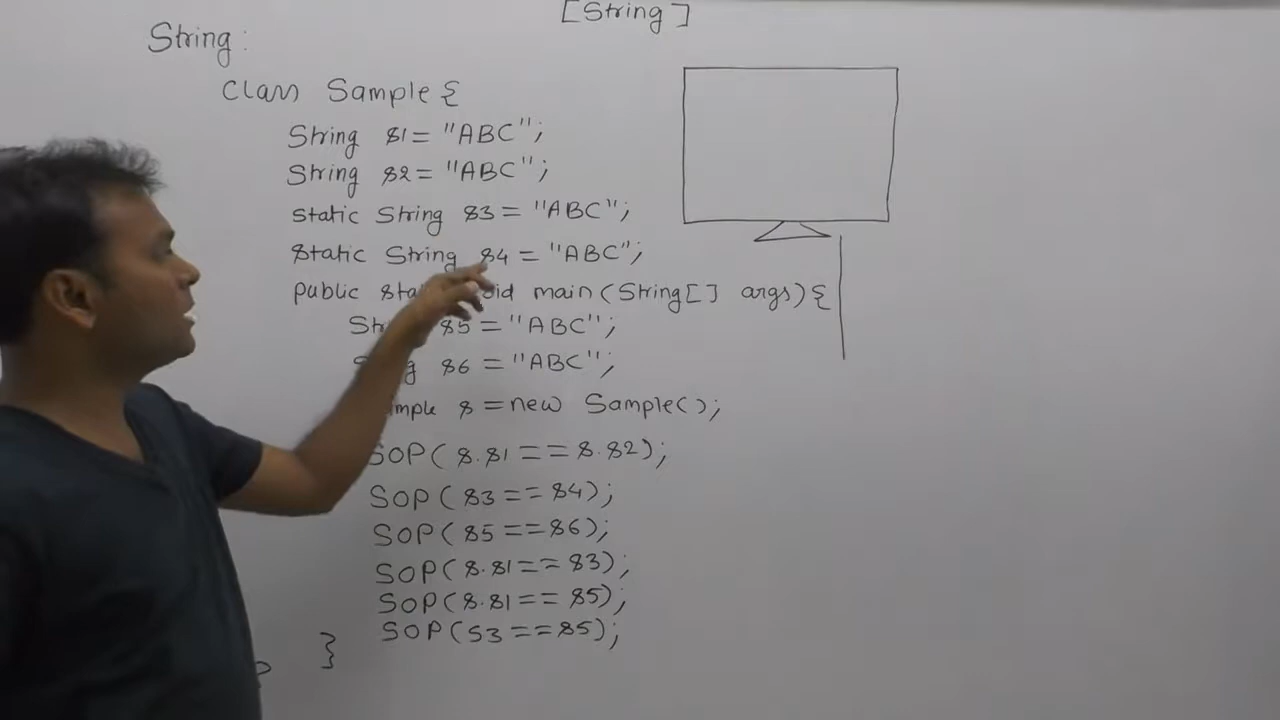 [String]
String:
class Sample {
String s1 = "ABC";
String s2 = "ABC";
static String s3 = "ABC";
static String s4 = "ABC";
public void main(String[] args) {
s5 = "ABC";
s6 = "ABC";
s = new Sample();
SOP(s.s1 == s.s2);
SOP(s3 == s4);
SOP(s5 == s6);
SOP(s.s1 == s3);
SOP(s.s1 == s5);
SOP(S3 == s5);
}